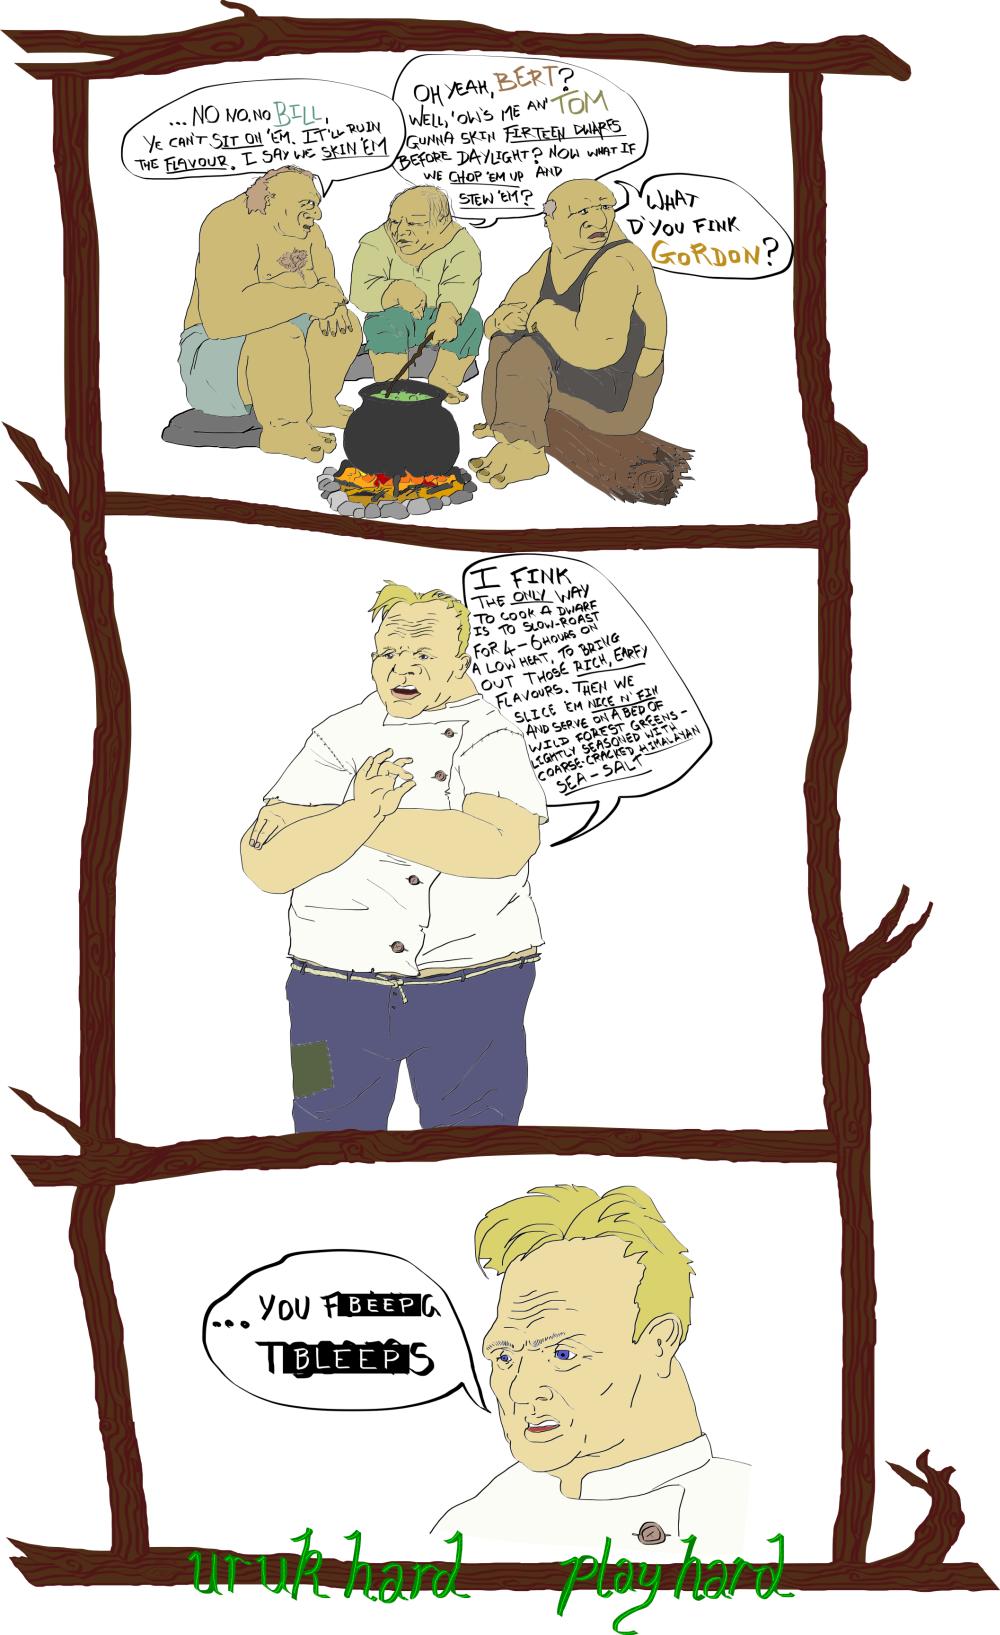 ...NO NO, NO BILL,
YE CAN'T SIT ON 'EM. IT'LL RUIN
THE FLAVOUR. I SAY WE SKIN 'EM
OH YEAH, BERT?
WELL, 'OW'S ME AN' TOM
GUNNA SKIN FIRTEEN DWARFS
BEFORE DAYLIGHT? NOW WHAT IF
WE CHOP 'EM UP AND
STEW 'EM?
WHAT
D'YOU FINK
GORDON?
I FINK
THE ONLY WAY
TO COOK A DWARF
IS TO SLOW-ROAST
FOR 4-6 HOURS ON
A LOW HEAT, TO BRING
OUT THOSE RICH, EARFY
FLAVOURS. THEN WE
SLICE 'EM NICE N' FIN
AND SERVE ON A BED OF
WILD FOREST GREENS -
LIGHTLY SEASONED WITH
COARSE-CRACKED HIMALAYAN
SEA-SALT
...YOU F BEEP G
T BLEEP S
uruk hard play hard